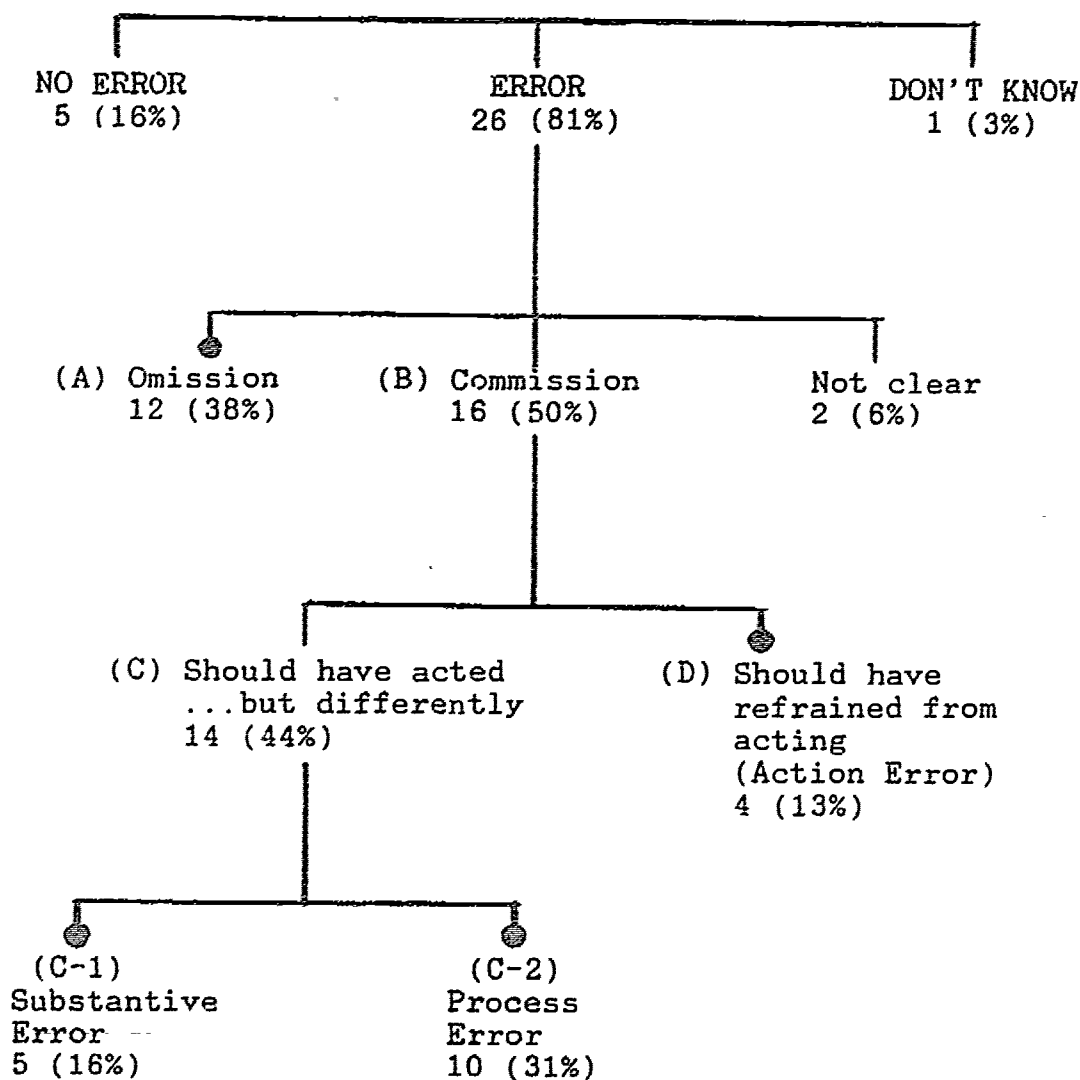 NO ERROR
5 (16%)
ERROR
26 (81%)
DON'T KNOW
1 (3%)
(A) Omission
12 (38%)
(B) Commission
16 (50%)
Not clear
2 (6%)
(C) Should have acted
...but differently
14 (44%)
(D) Should have
refrained from
acting
(Action Error)
4 (13%)
(C-1)
Substantive
Error
5 (16%)
(C-2)
Process
Error
10 (31%)